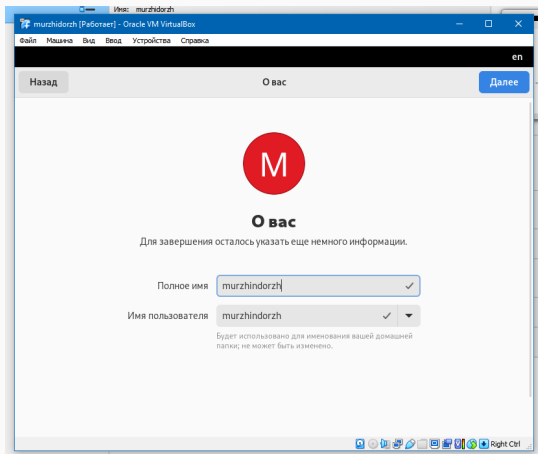 Имя: murzhidorzh
murzhidorzh [Работает] - Oracle VM VirtualBox
Файл Машина Вид Ввод Устройства Справка
en
Назад О вас Далее
M
О вас
Для завершения осталось указать еще немного информации.
Полное имя murzhindorzh
Имя пользователя murzhindorzh
Будет использовано для именования вашей домашней
папки; не может быть изменено.
Right Ctrl